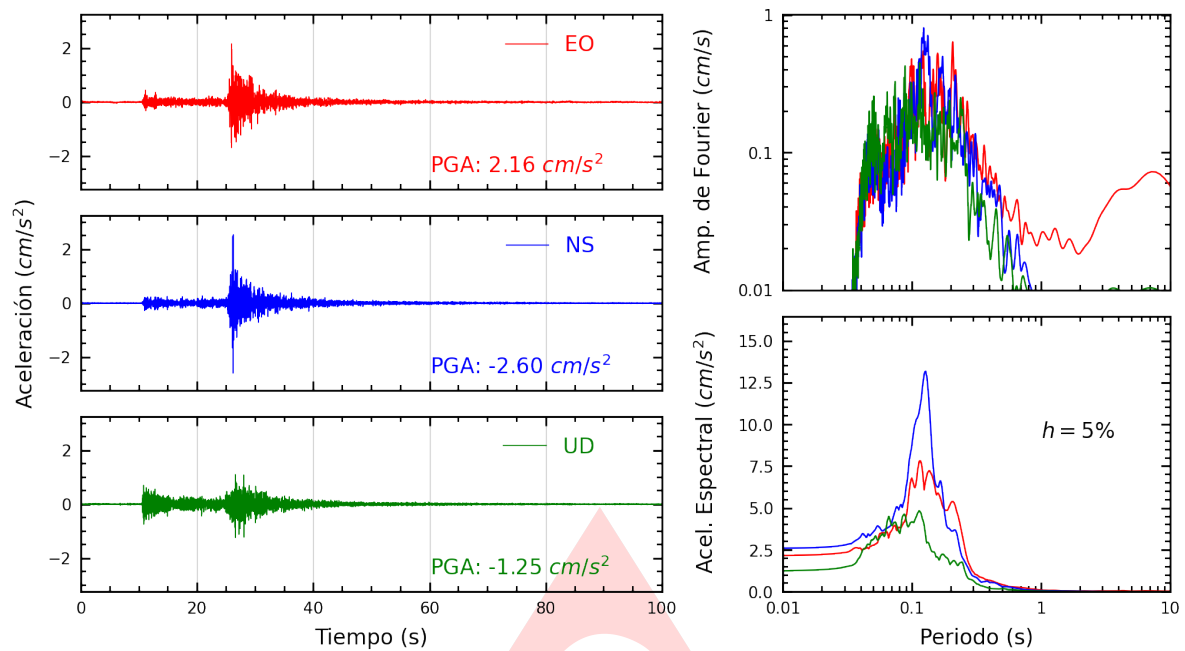 Aceleración (cm/s²)
2
0
−2
EO
PGA: 2.16 cm/s²
2
0
−2
NS
PGA: -2.60 cm/s²
2
0
−2
UD
PGA: -1.25 cm/s²
0 20 40 60 80 100
Tiempo (s)
Amp. de Fourier (cm/s)
1
0.1
0.01
Acel. Espectral (cm/s²)
15.0
12.5
10.0
7.5
5.0
2.5
0.0
h = 5%
0.01 0.1 1 10
Periodo (s)